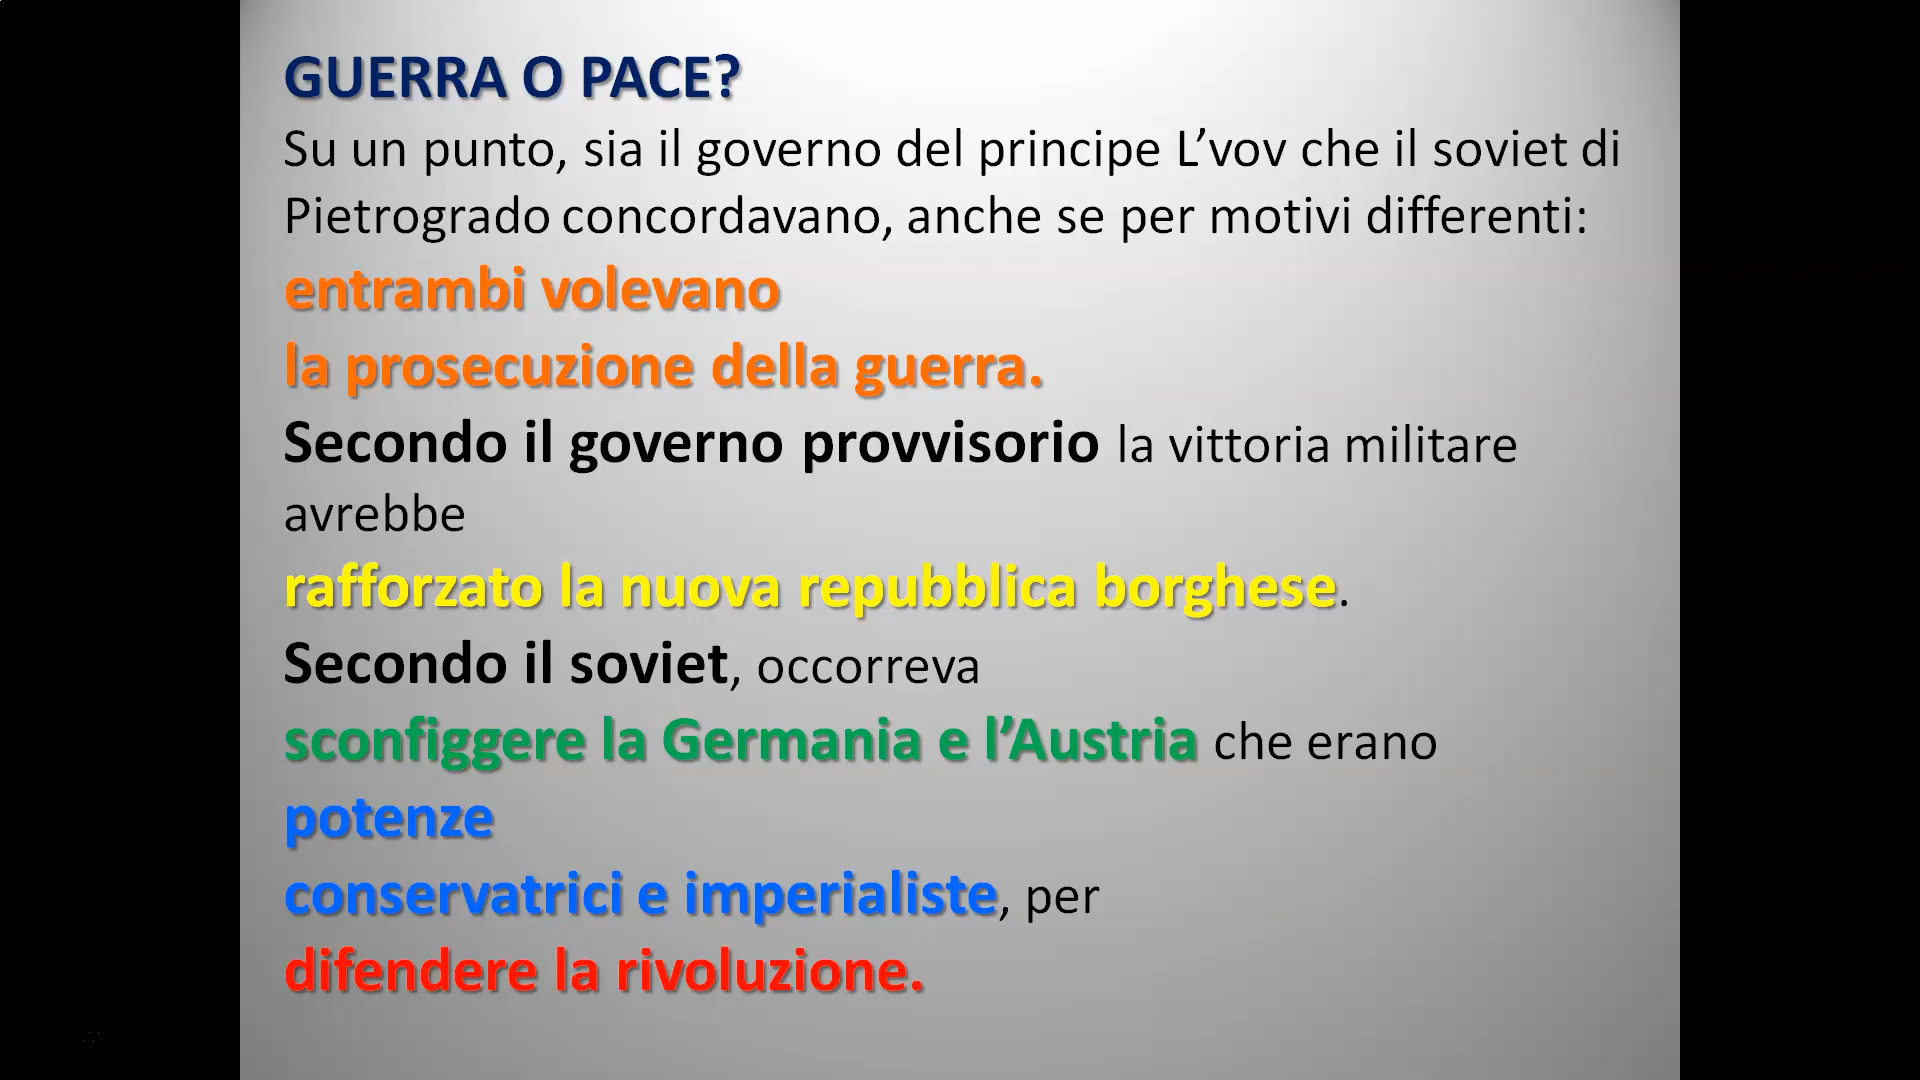 GUERRA O PACE?
Su un punto, sia il governo del principe L’vov che il soviet di
Pietrogrado concordavano, anche se per motivi differenti:
entrambi volevano
la prosecuzione della guerra.
Secondo il governo provvisorio la vittoria militare
avrebbe
rafforzato la nuova repubblica borghese.
Secondo il soviet, occorreva
sconfiggere la Germania e l’Austria che erano
potenze
conservatrici e imperialiste, per
difendere la rivoluzione.